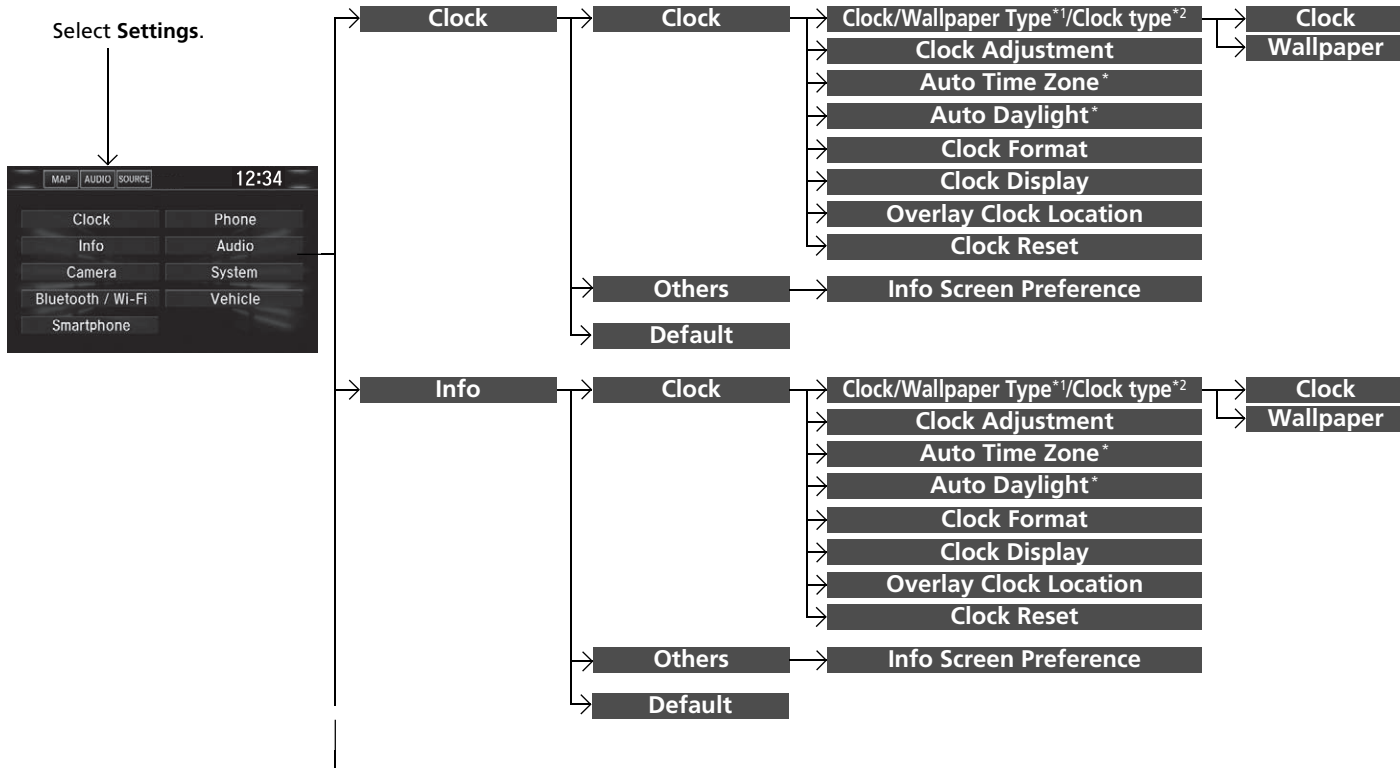 Select Settings.
MAP AUDIO SOURCE 12:34
Clock Phone
Info Audio
Camera System
Bluetooth / Wi-Fi Vehicle
Smartphone
Clock
Clock
Clock/Wallpaper Type*1/Clock type*2
Clock
Wallpaper
Clock Adjustment
Auto Time Zone*
Auto Daylight*
Clock Format
Clock Display
Overlay Clock Location
Clock Reset
Others
Info Screen Preference
Default
Info
Clock
Clock/Wallpaper Type*1/Clock type*2
Clock
Wallpaper
Clock Adjustment
Auto Time Zone*
Auto Daylight*
Clock Format
Clock Display
Overlay Clock Location
Clock Reset
Others
Info Screen Preference
Default